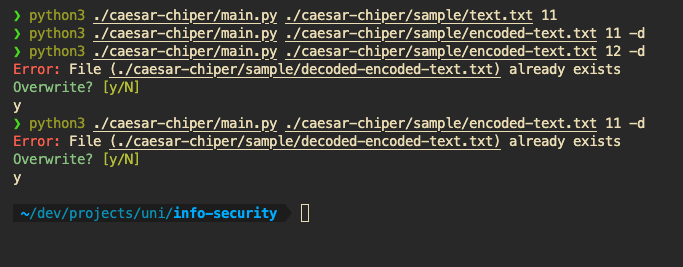 ❯ python3 ./caesar-chiper/main.py ./caesar-chiper/sample/text.txt 11
❯ python3 ./caesar-chiper/main.py ./caesar-chiper/sample/encoded-text.txt 11 -d
❯ python3 ./caesar-chiper/main.py ./caesar-chiper/sample/encoded-text.txt 12 -d
Error: File (./caesar-chiper/sample/decoded-encoded-text.txt) already exists
Overwrite? [y/N]
y
❯ python3 ./caesar-chiper/main.py ./caesar-chiper/sample/encoded-text.txt 11 -d
Error: File (./caesar-chiper/sample/decoded-encoded-text.txt) already exists
Overwrite? [y/N]
y
~/dev/projects/uni/info-security